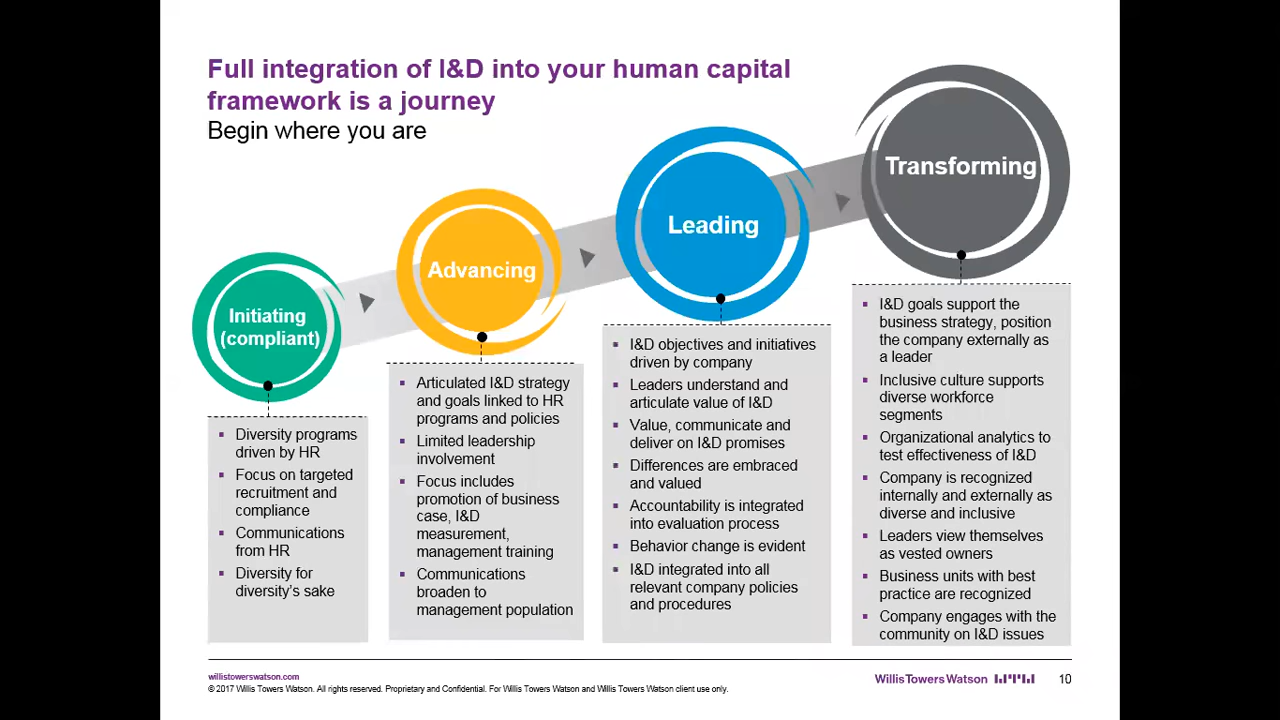 Full integration of I&D into your human capital
framework is a journey
Begin where you are
Initiating
(compliant)
Advancing
Leading
Transforming
▪ Diversity programs
driven by HR
▪ Focus on targeted
recruitment and
compliance
▪ Communications
from HR
▪ Diversity for
diversity's sake
▪ Articulated I&D strategy
and goals linked to HR
programs and policies
▪ Limited leadership
involvement
▪ Focus includes
promotion of business
case, I&D
measurement,
management training
▪ Communications
broaden to
management population
▪ I&D objectives and initiatives
driven by company
▪ Leaders understand and
articulate value of I&D
▪ Value, communicate and
deliver on I&D promises
▪ Differences are embraced
and valued
▪ Accountability is integrated
into evaluation process
▪ Behavior change is evident
▪ I&D integrated into all
relevant company policies
and procedures
▪ I&D goals support the
business strategy, position
the company externally as
a leader
▪ Inclusive culture supports
diverse workforce
segments
▪ Organizational analytics to
test effectiveness of I&D
▪ Company is recognized
internally and externally as
diverse and inclusive
▪ Leaders view themselves
as vested owners
▪ Business units with best
practice are recognized
▪ Company engages with the
community on I&D issues
willistowerswatson.com
© 2017 Willis Towers Watson. All rights reserved. Proprietary and Confidential. For Willis Towers Watson and Willis Towers Watson client use only.
WillisTowersWatson
10